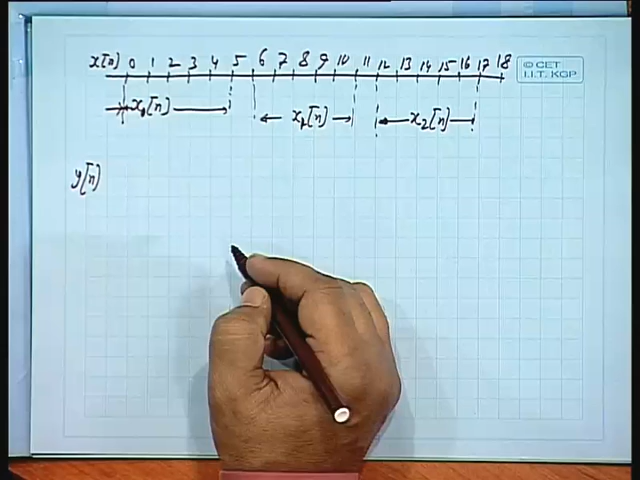 x[n] 0 1 2 3 4 5 6 7 8 9 10 11 12 13 14 15 16 17 18
© CET
I.I.T. KGP
x₀[n] x₁[n] x₂[n]
y[n]